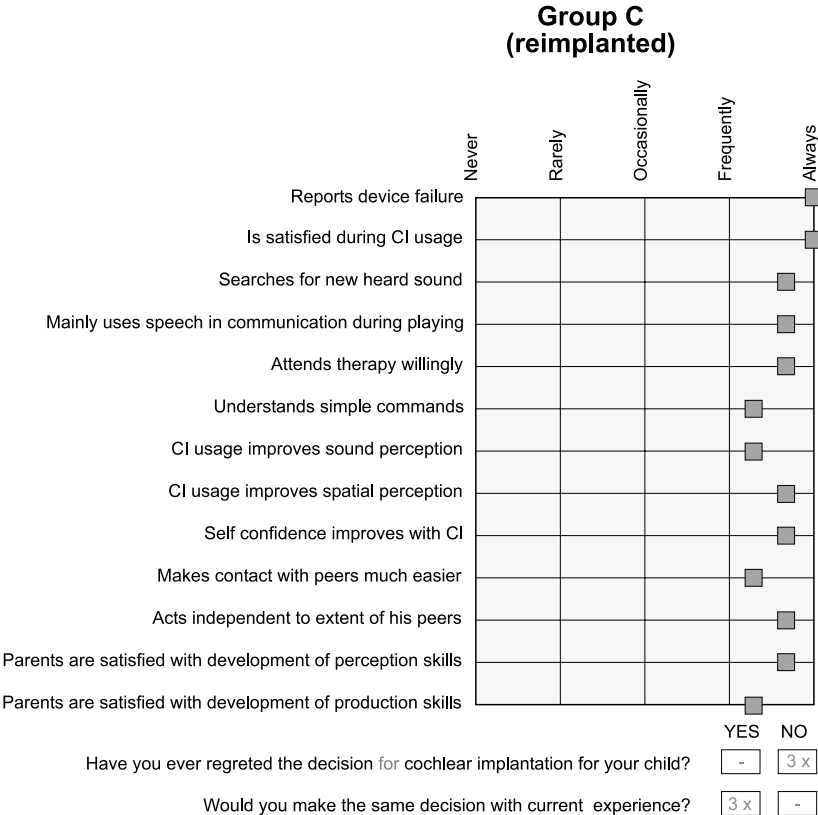 Group C
(reimplanted)
Never
Rarely
Occasionally
Frequently
Always
Reports device failure
Is satisfied during CI usage
Searches for new heard sound
Mainly uses speech in communication during playing
Attends therapy willingly
Understands simple commands
CI usage improves sound perception
CI usage improves spatial perception
Self confidence improves with CI
Makes contact with peers much easier
Acts independent to extent of his peers
Parents are satisfied with development of perception skills
Parents are satisfied with development of production skills
YES NO
Have you ever regretted the decision for cochlear implantation for your child? - 3 x
Would you make the same decision with current experience? 3 x -